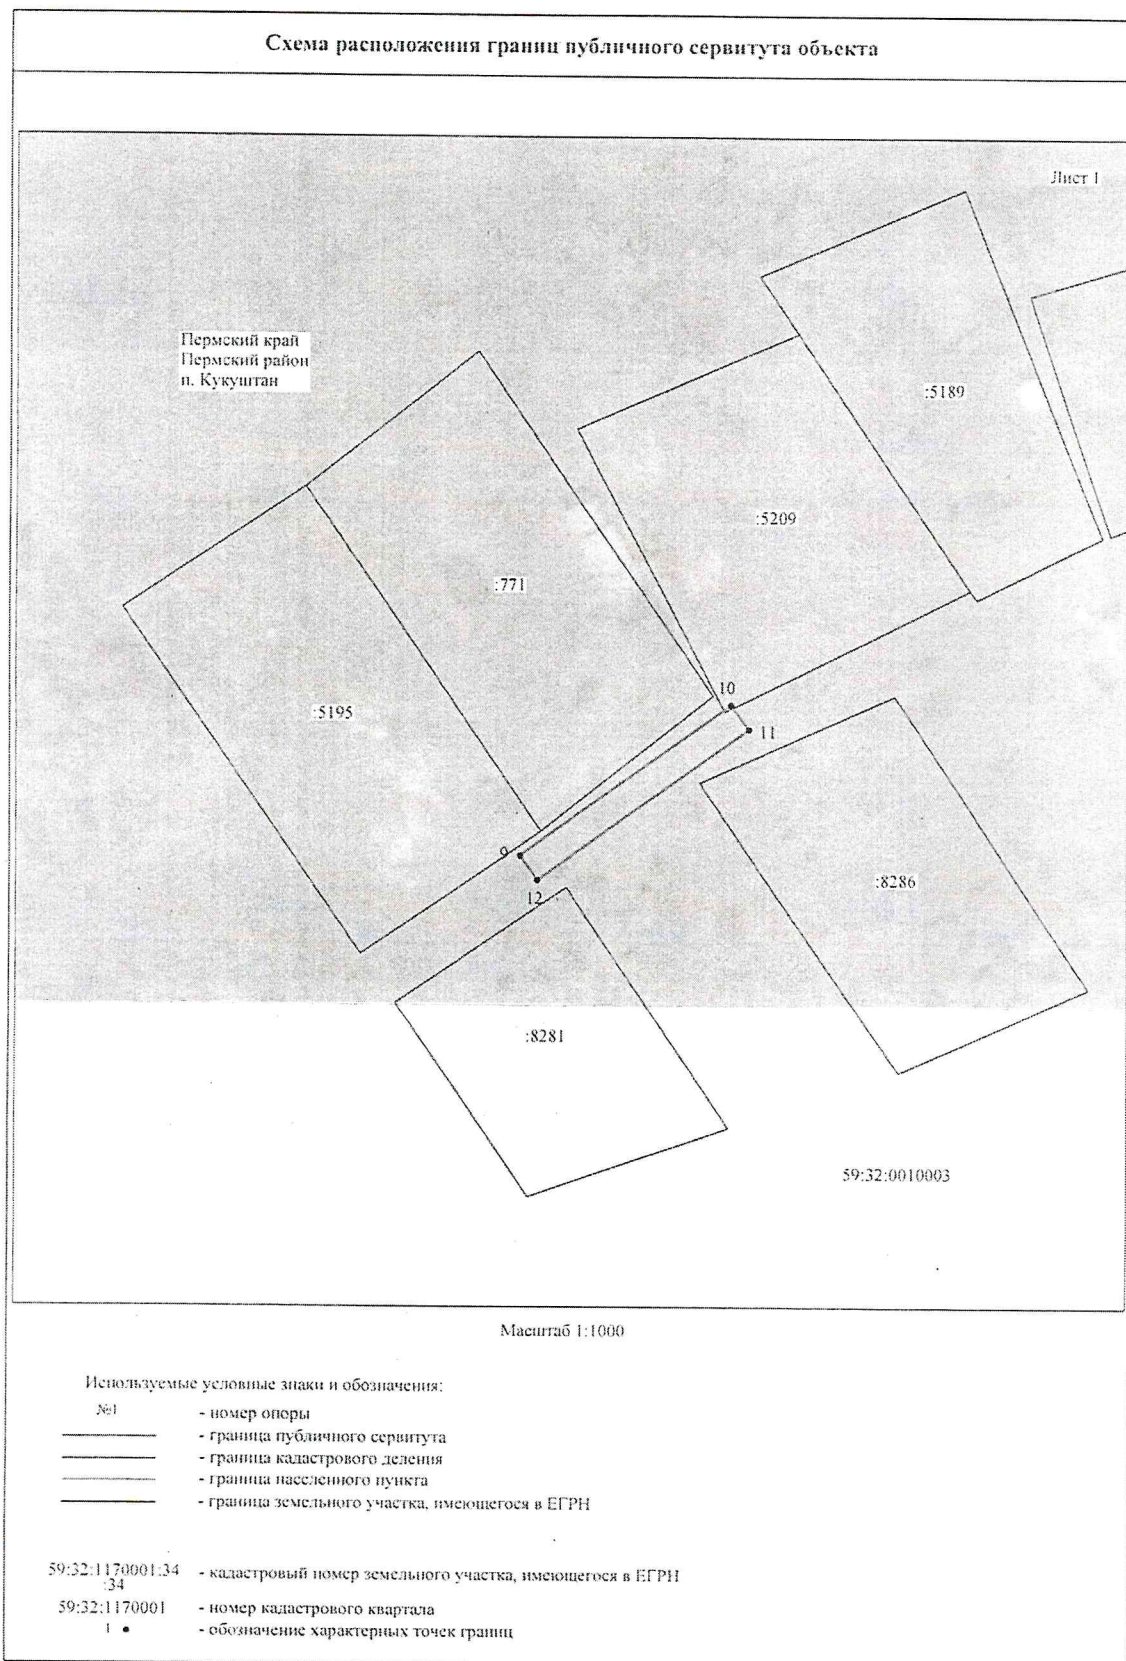 Схема расположения границ публичного сервитута объекта
Лист 1
Пермский край
Пермский район
п. Кукуштан
:5189
:5209
:771
:5195
10
11
9
12
:8286
:8281
59:32:0010003
Масштаб 1:1000
Используемые условные знаки и обозначения:
№1 - номер опоры
- граница публичного сервитута
- граница кадастрового деления
- граница населенного пункта
- граница земельного участка, имеющегося в ЕГРН
59:32:1170001:34
:34 - кадастровый номер земельного участка, имеющегося в ЕГРН
59:32:1170001 - номер кадастрового квартала
1 - обозначение характерных точек границ